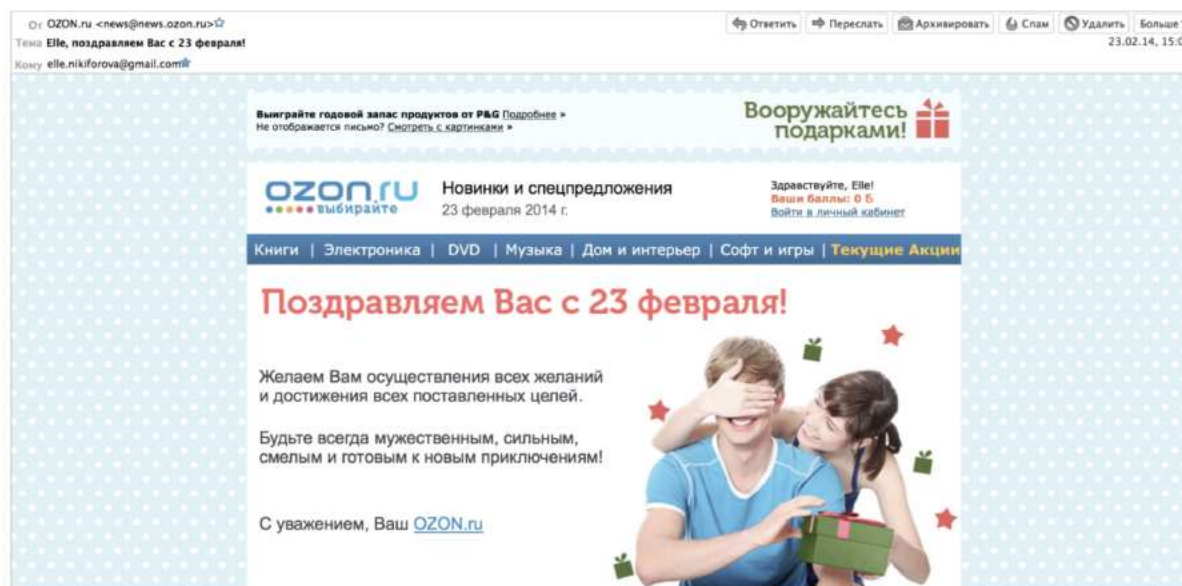 От OZON.ru <news@news.ozon.ru>
Ответить Переслать Архивировать Спам Удалить Больше
Тема Elle, поздравляем Вас с 23 февраля!
23.02.14, 15:0
Кому elle.nikiforova@gmail.com
Выиграйте годовой запас продуктов от P&G Подробнее »
Не отображается письмо? Смотреть с картинками »
Вооружайтесь
подарками!
ozon.ru
выбирайте
Новинки и спецпредложения
23 февраля 2014 г.
Здравствуйте, Elle!
Ваши баллы: 0 Б
Войти в личный кабинет
Книги | Электроника | DVD | Музыка | Дом и интерьер | Софт и игры | Текущие Акции
Поздравляем Вас с 23 февраля!
Желаем Вам осуществления всех желаний
и достижения всех поставленных целей.
Будьте всегда мужественным, сильным,
смелым и готовым к новым приключениям!
С уважением, Ваш OZON.ru